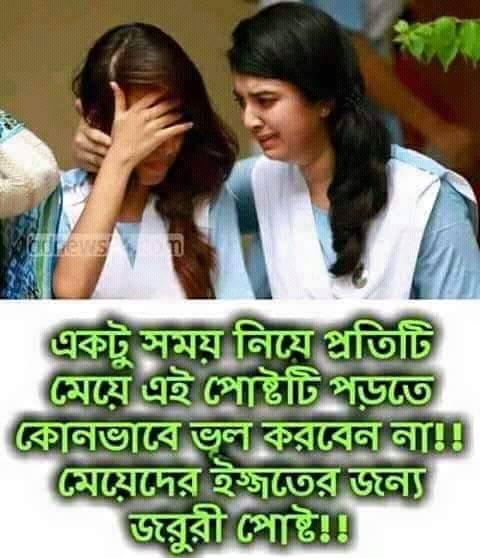 একটু সময় নিয়ে প্রতিটি
মেয়ে এই পোষ্টটি পড়তে
কোনভাবে ভূল করবেন না!!
মেয়েদের ইজ্জতের জন্য
জরুরী পোষ্ট!!